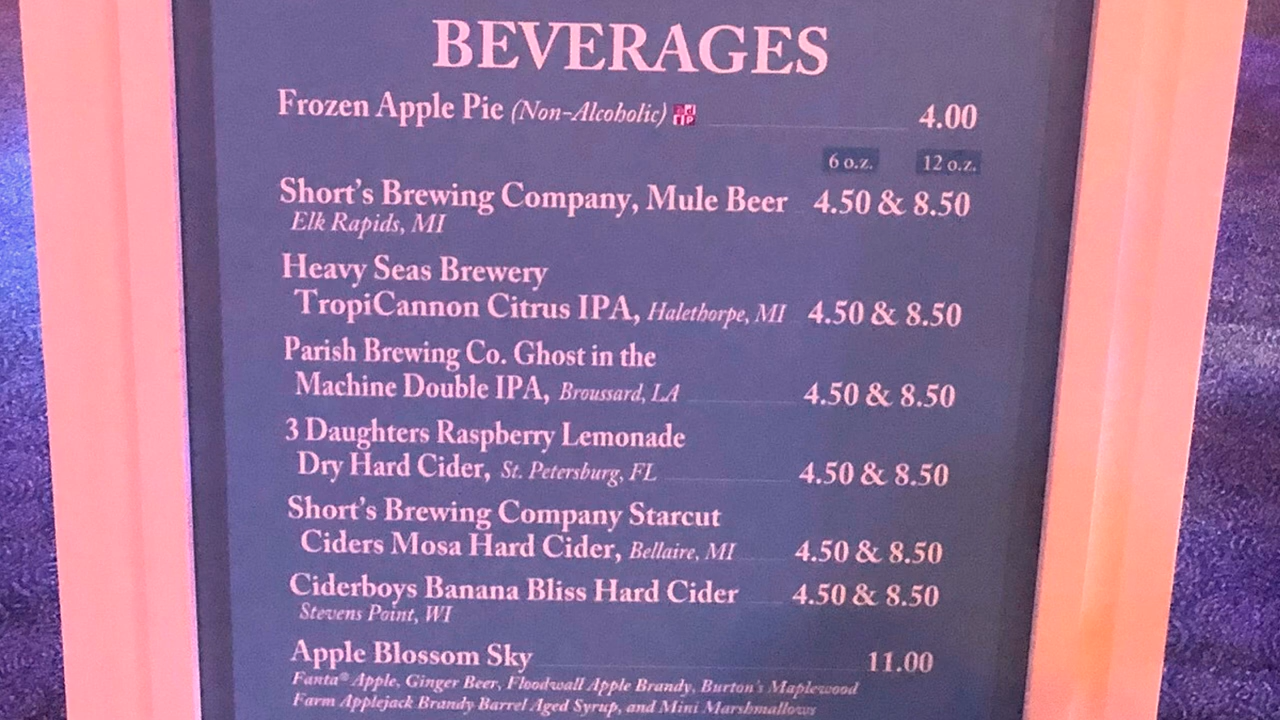 BEVERAGES
Frozen Apple Pie (Non-Alcoholic) 4.00
6 o.z. 12 o.z.
Short's Brewing Company, Mule Beer 4.50 & 8.50
Elk Rapids, MI
Heavy Seas Brewery
TropiCannon Citrus IPA, Halethorpe, MI 4.50 & 8.50
Parish Brewing Co. Ghost in the
Machine Double IPA, Broussard, LA 4.50 & 8.50
3 Daughters Raspberry Lemonade
Dry Hard Cider, St. Petersburg, FL 4.50 & 8.50
Short's Brewing Company Starcut
Ciders Mosa Hard Cider, Bellaire, MI 4.50 & 8.50
Ciderboys Banana Bliss Hard Cider 4.50 & 8.50
Stevens Point, WI
Apple Blossom Sky 11.00
Fanta® Apple, Ginger Beer, Floodwall Apple Brandy, Burton's Maplewood
Farm Applejack Brandy Barrel Aged Syrup, and Mini Marshmallows